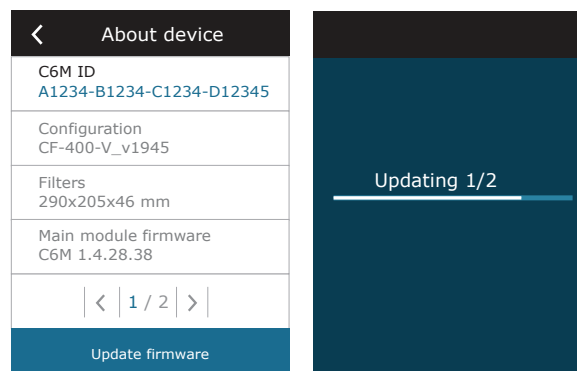 About device
C6M ID
A1234-B1234-C1234-D12345
Configuration
CF-400-V_v1945
Filters
290x205x46 mm
Main module firmware
C6M 1.4.28.38
1 / 2
Update firmware
Updating 1/2